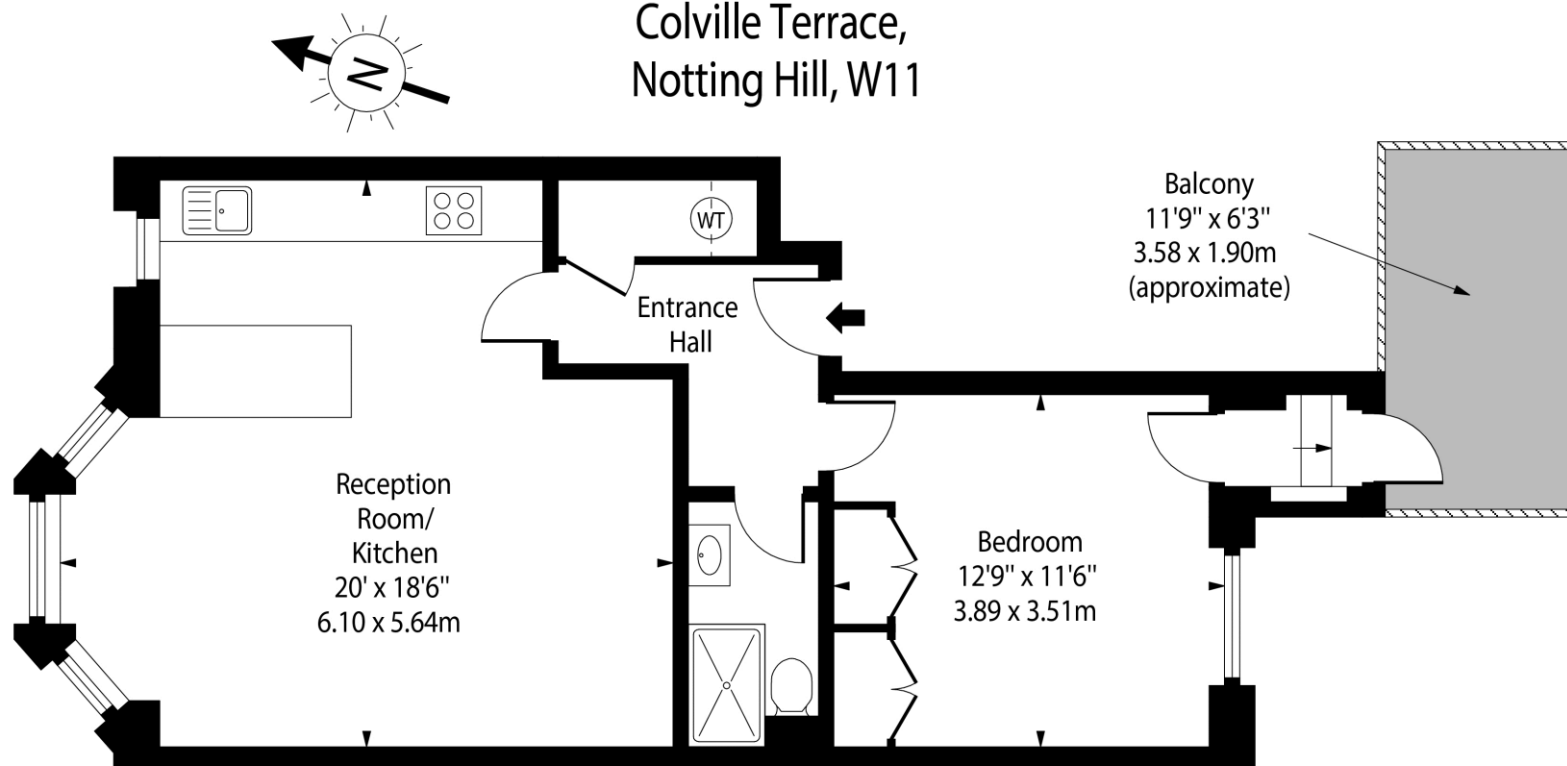 Colville Terrace,
Notting Hill, W11
N
WT
Balcony
11'9" x 6'3"
3.58 x 1.90m
(approximate)
Entrance
Hall
Reception
Room/
Kitchen
20' x 18'6"
6.10 x 5.64m
Bedroom
12'9" x 11'6"
3.89 x 3.51m